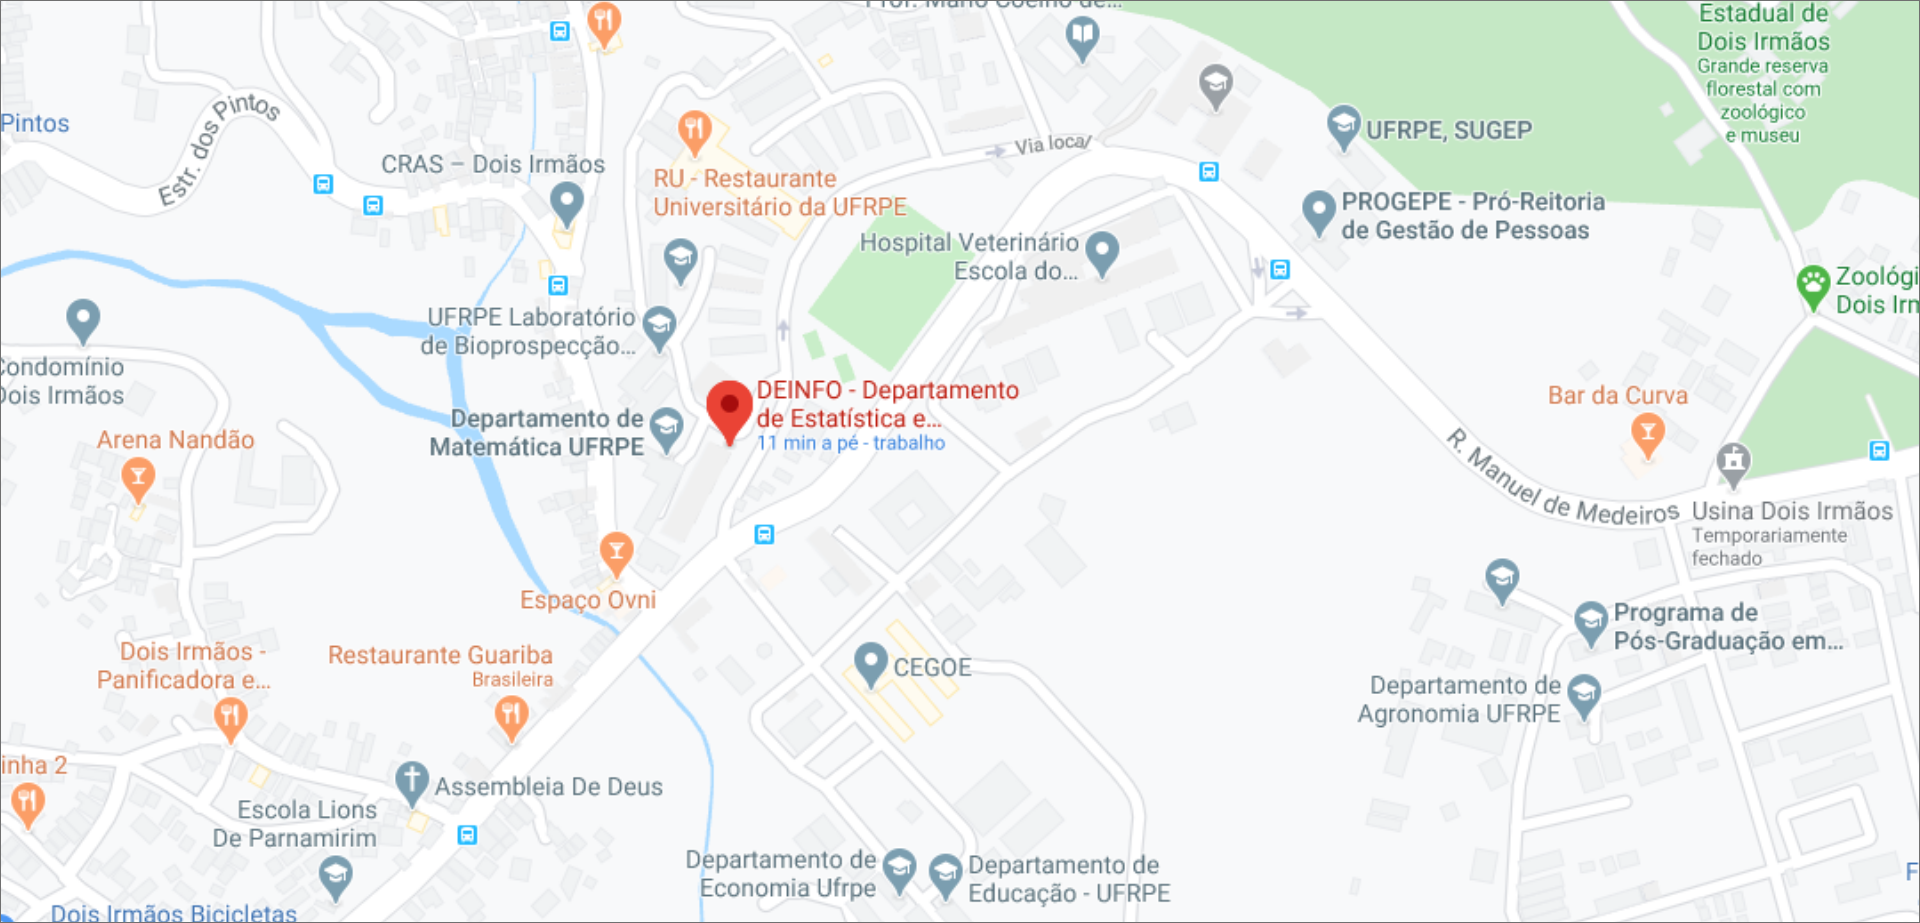 Prof. Mário Coelho de...
Estadual de
Dois Irmãos
Grande reserva
florestal com
zoológico
e museu
Pintos
Estr. dos Pintos
CRAS – Dois Irmãos
RU - Restaurante
Universitário da UFRPE
Via local
UFRPE, SUGEP
PROGEPE - Pró-Reitoria
de Gestão de Pessoas
Hospital Veterinário
Escola do...
Zoológi
Dois Irm
UFRPE Laboratório
de Bioprospecção...
Condomínio
Dois Irmãos
DEINFO - Departamento
de Estatística e...
11 min a pé - trabalho
Departamento de
Matemática UFRPE
Arena Nandão
Bar da Curva
R. Manuel de Medeiros
Usina Dois Irmãos
Temporariamente
fechado
Espaço Ovni
Restaurante Guariba
Brasileira
Dois Irmãos -
Panificadora e...
CEGOE
Programa de
Pós-Graduação em...
Departamento de
Agronomia UFRPE
inha 2
Assembleia De Deus
Escola Lions
De Parnamirim
Departamento de
Economia Ufrpe
Departamento de
Educação - UFRPE
Dois Irmãos Bicicletas
F